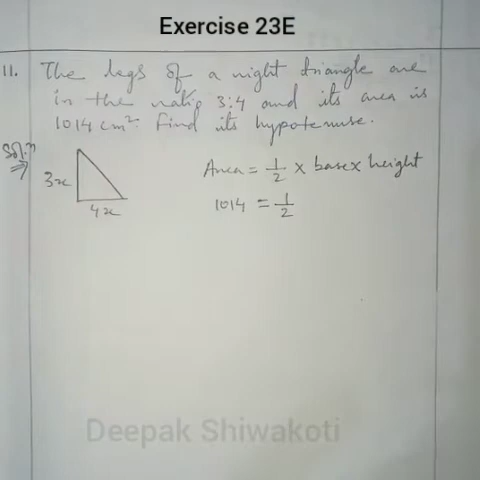 Exercise 23E
11. The legs of a right triangle are
in the ratio 3:4 and its area is
1014 cm². Find its hypotenuse.
Sol.ⁿ
⇒
3x
4x
Area = 1/2 × base × height
1014 = 1/2
Deepak Shiwakoti